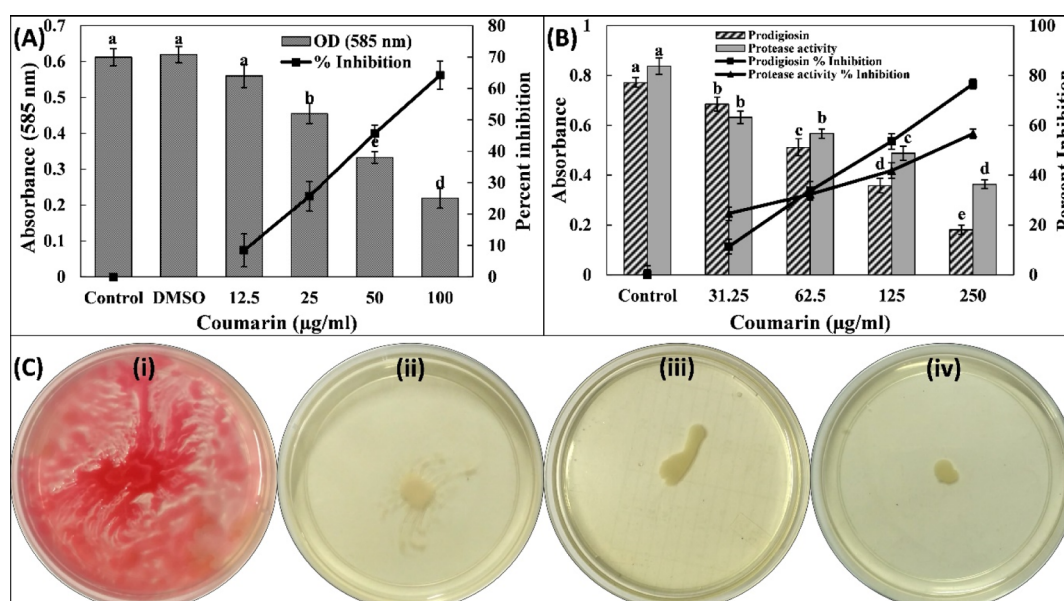 (A)
OD (585 nm)
% Inhibition
Absorbance (585 nm)
0.7
0.6
0.5
0.4
0.3
0.2
0.1
0
a
a
a
b
c
d
80
70
60
50
40
30
20
10
0
Percent inhibition
Control DMSO 12.5 25 50 100
Coumarin (µg/ml)
(B)
Prodigiosin
Protease activity
Prodigiosin % Inhibition
Protease activity % Inhibition
Absorbance
1
0.8
0.6
0.4
0.2
0
a a
b b
c b
d c
e d
100
80
60
40
20
0
Percent Inhibition
Control 31.25 62.5 125 250
Coumarin (µg/ml)
(C) (i) (ii) (iii) (iv)